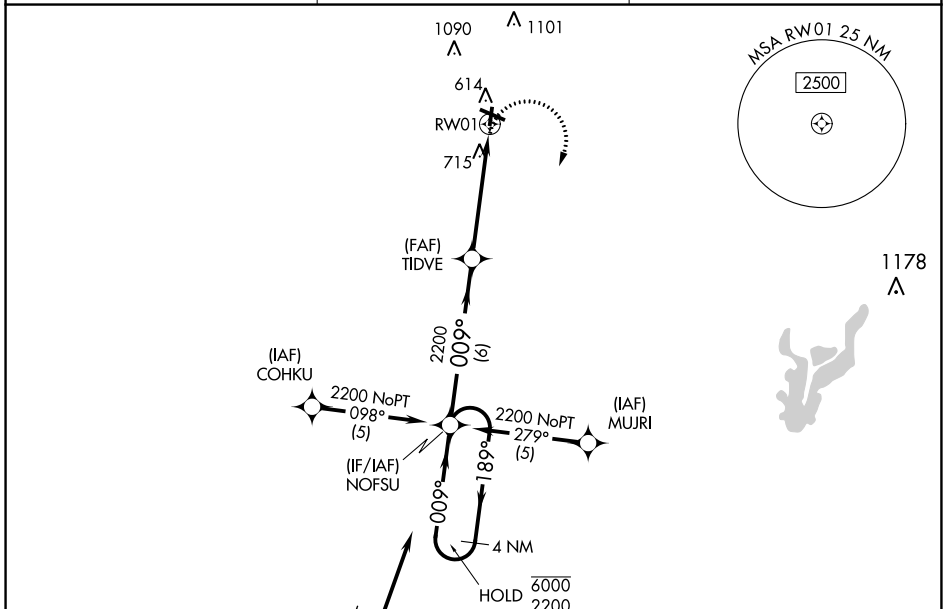 1090
1101
MSA RW01 25 NM
2500
614
RW01
715
(FAF)
TIDVE
1178
2200
009°
(6)
(IAF)
COHKU
2200 NoPT
098°
(5)
2200 NoPT
279°
(5)
(IAF)
MUJRI
(IF/IAF)
NOFSU
189°
009°
4 NM
HOLD 6000
2200